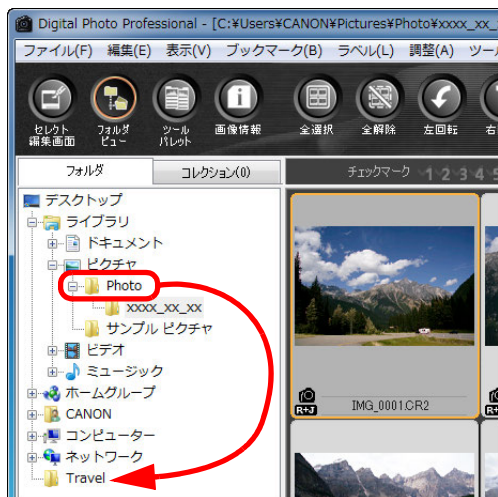 Digital Photo Professional - [C:¥Users¥CANON¥Pictures¥Photo¥xxxx_xx_
ファイル(F) 編集(E) 表示(V) ブックマーク(B) ラベル(L) 調整(A) ツー
セレクト編集画面 フォルダビュー ツールパレット 画像情報 全選択 全解除 左回転 右
フォルダ コレクション(0) チェックマーク 1 2 3 4 5
デスクトップ
ライブラリ
ドキュメント
ピクチャ
Photo
xxxx_xx_xx
サンプル ピクチャ
ビデオ
ミュージック
ホームグループ
CANON
コンピューター
ネットワーク
Travel
R+J IMG_0001.CR2